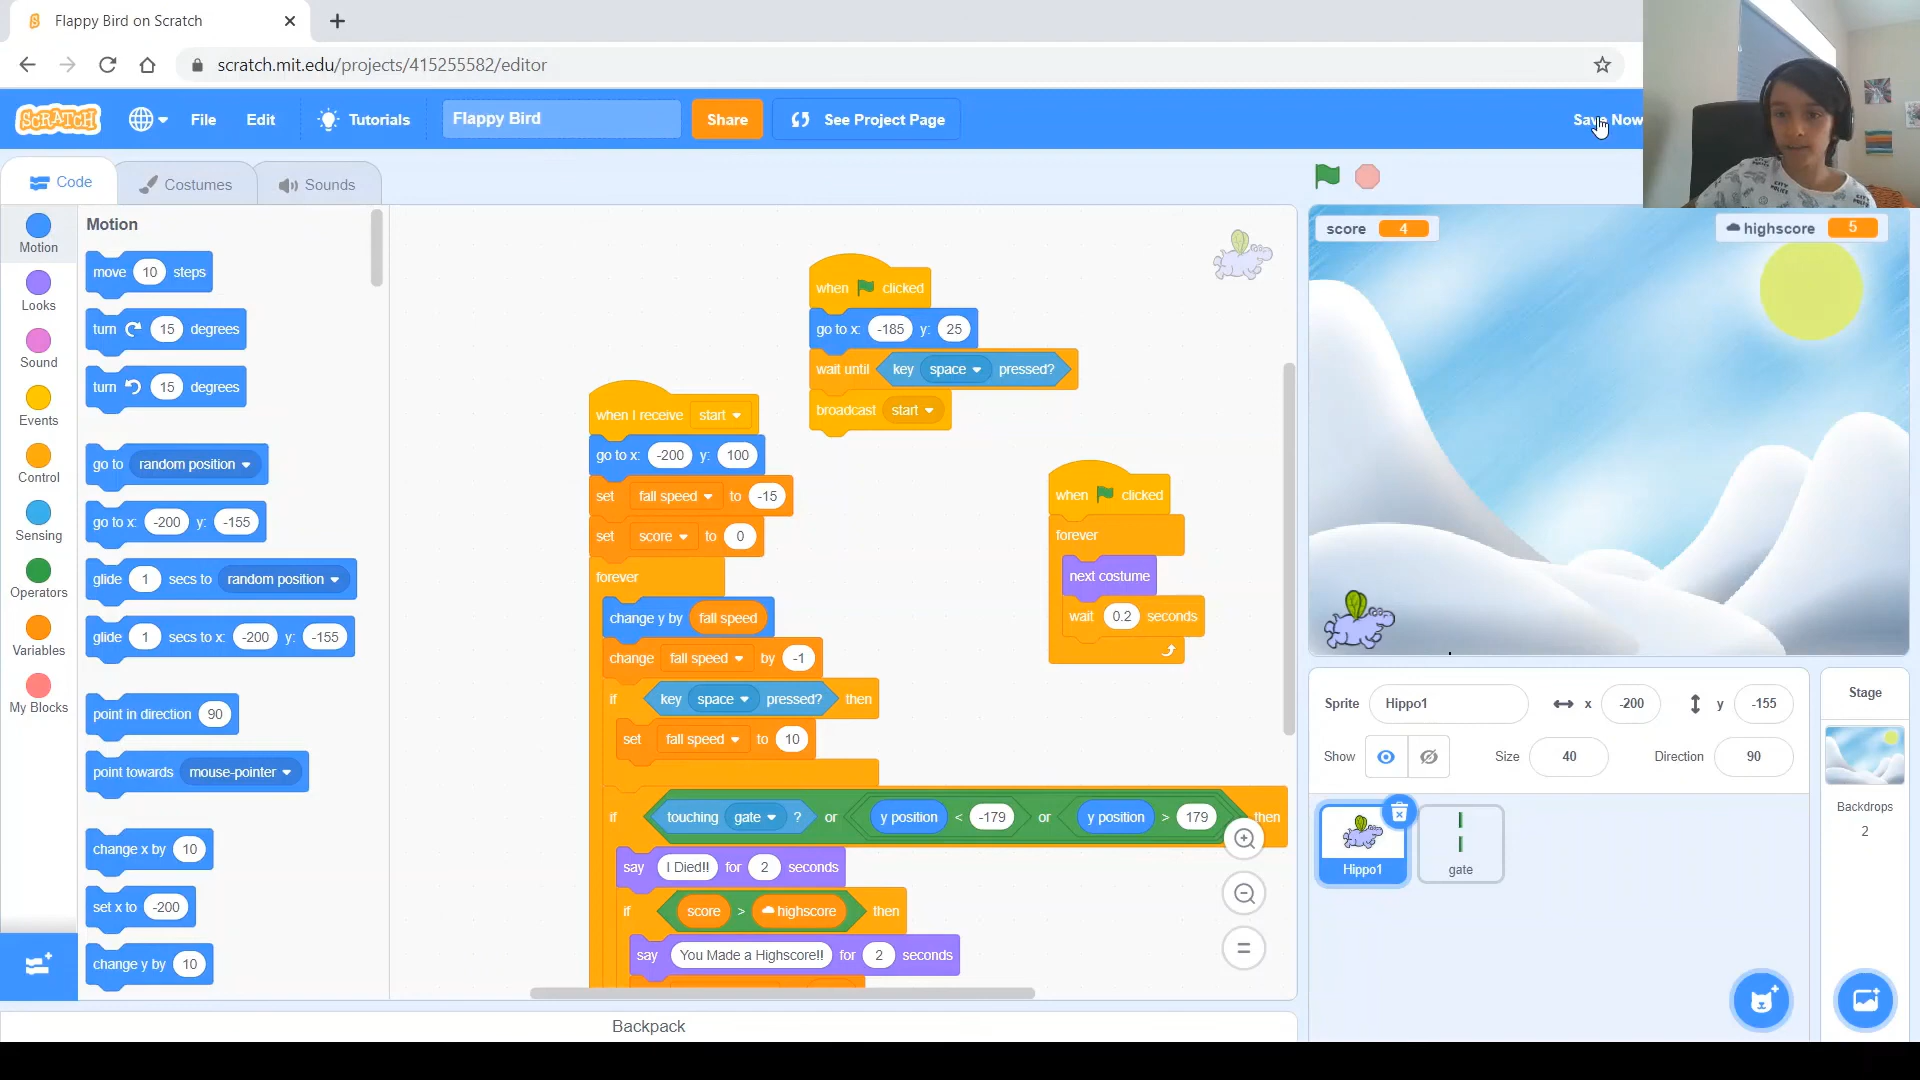 Flappy Bird on Scratch
scratch.mit.edu/projects/415255582/editor
SCRATCH File Edit Tutorials Flappy Bird Share See Project Page Save Now
Code Costumes Sounds
Motion
Looks
Sound
Events
Control
Sensing
Operators
Variables
My Blocks
Motion
move 10 steps
turn 15 degrees
turn 15 degrees
go to random position
go to x: -200 y: -155
glide 1 secs to random position
glide 1 secs to x: -200 y: -155
point in direction 90
point towards mouse-pointer
change x by 10
set x to -200
change y by 10
when clicked
go to x: -185 y: 25
wait until key space pressed?
broadcast start
when I receive start
go to x: -200 y: 100
set fall speed to -15
set score to 0
forever
change y by fall speed
change fall speed by -1
if key space pressed? then
set fall speed to 10
if touching gate ? or y position < -179 or y position > 179 then
say I Died!! for 2 seconds
if score > highscore then
say You Made a Highscore!! for 2 seconds
when clicked
forever
next costume
wait 0.2 seconds
Backpack
score 4
highscore 5
Sprite Hippo1 x -200 y -155
Show Size 40 Direction 90
Hippo1
gate
Stage
Backdrops
2